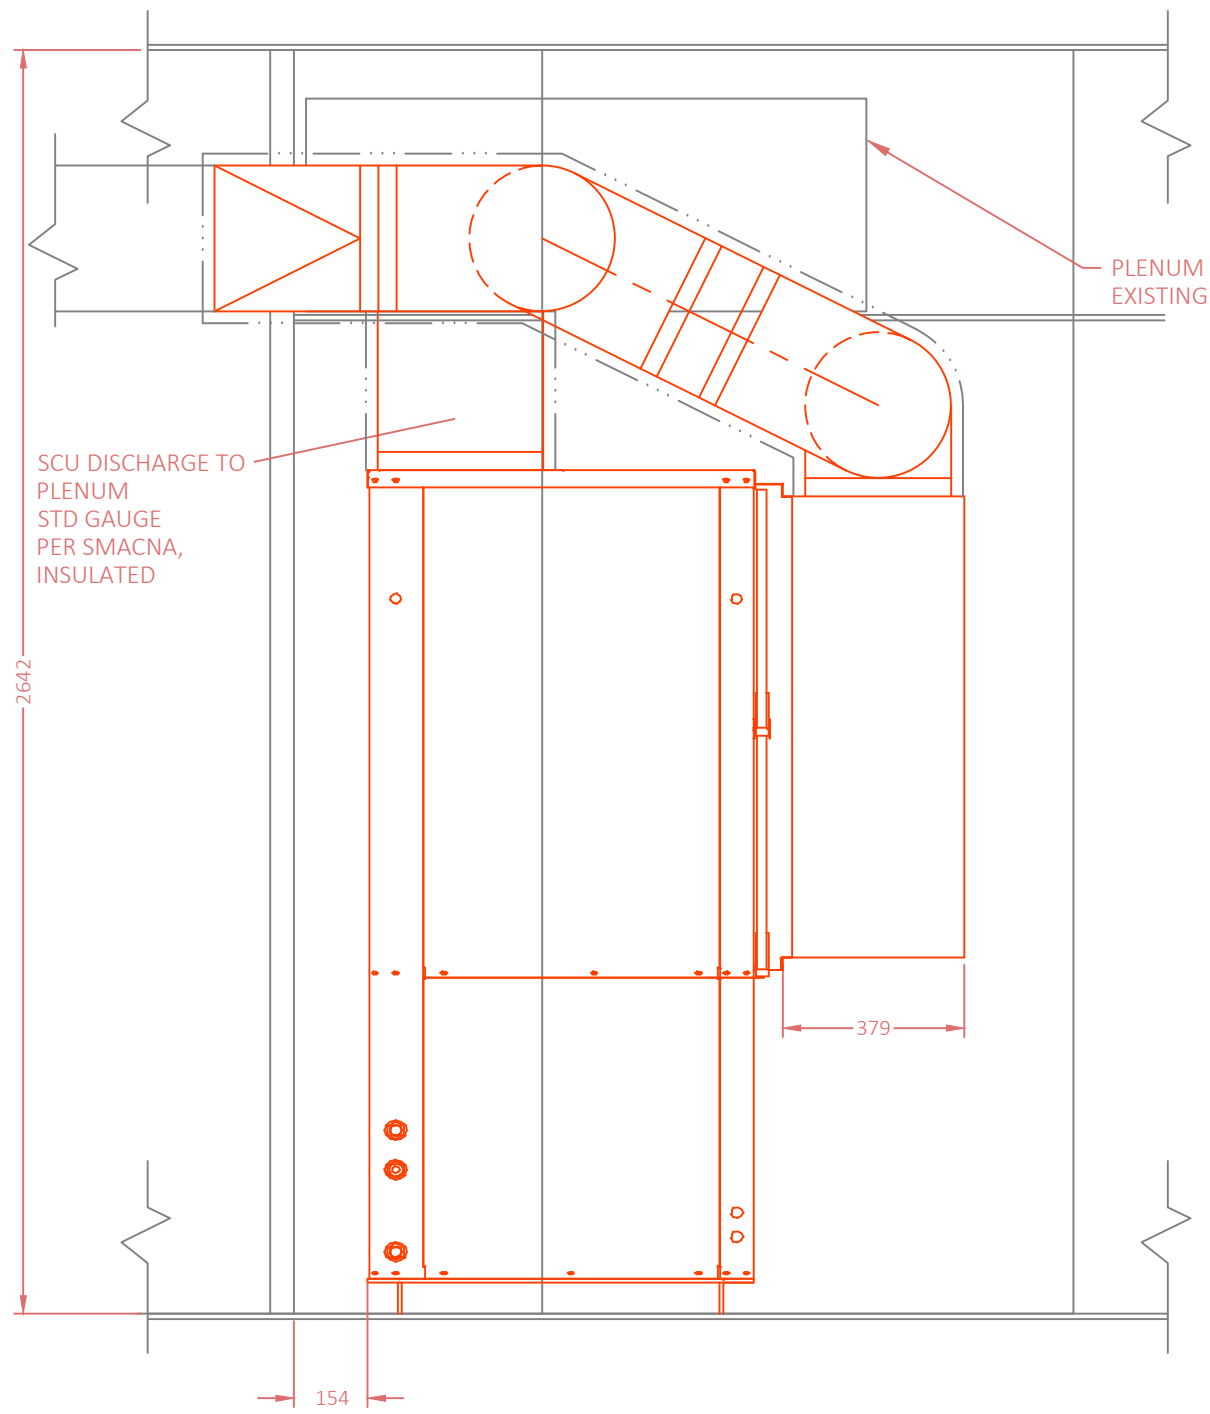 PLENUM
EXISTING
SCU DISCHARGE TO
PLENUM
STD GAUGE
PER SMACNA,
INSULATED
2642
379
154